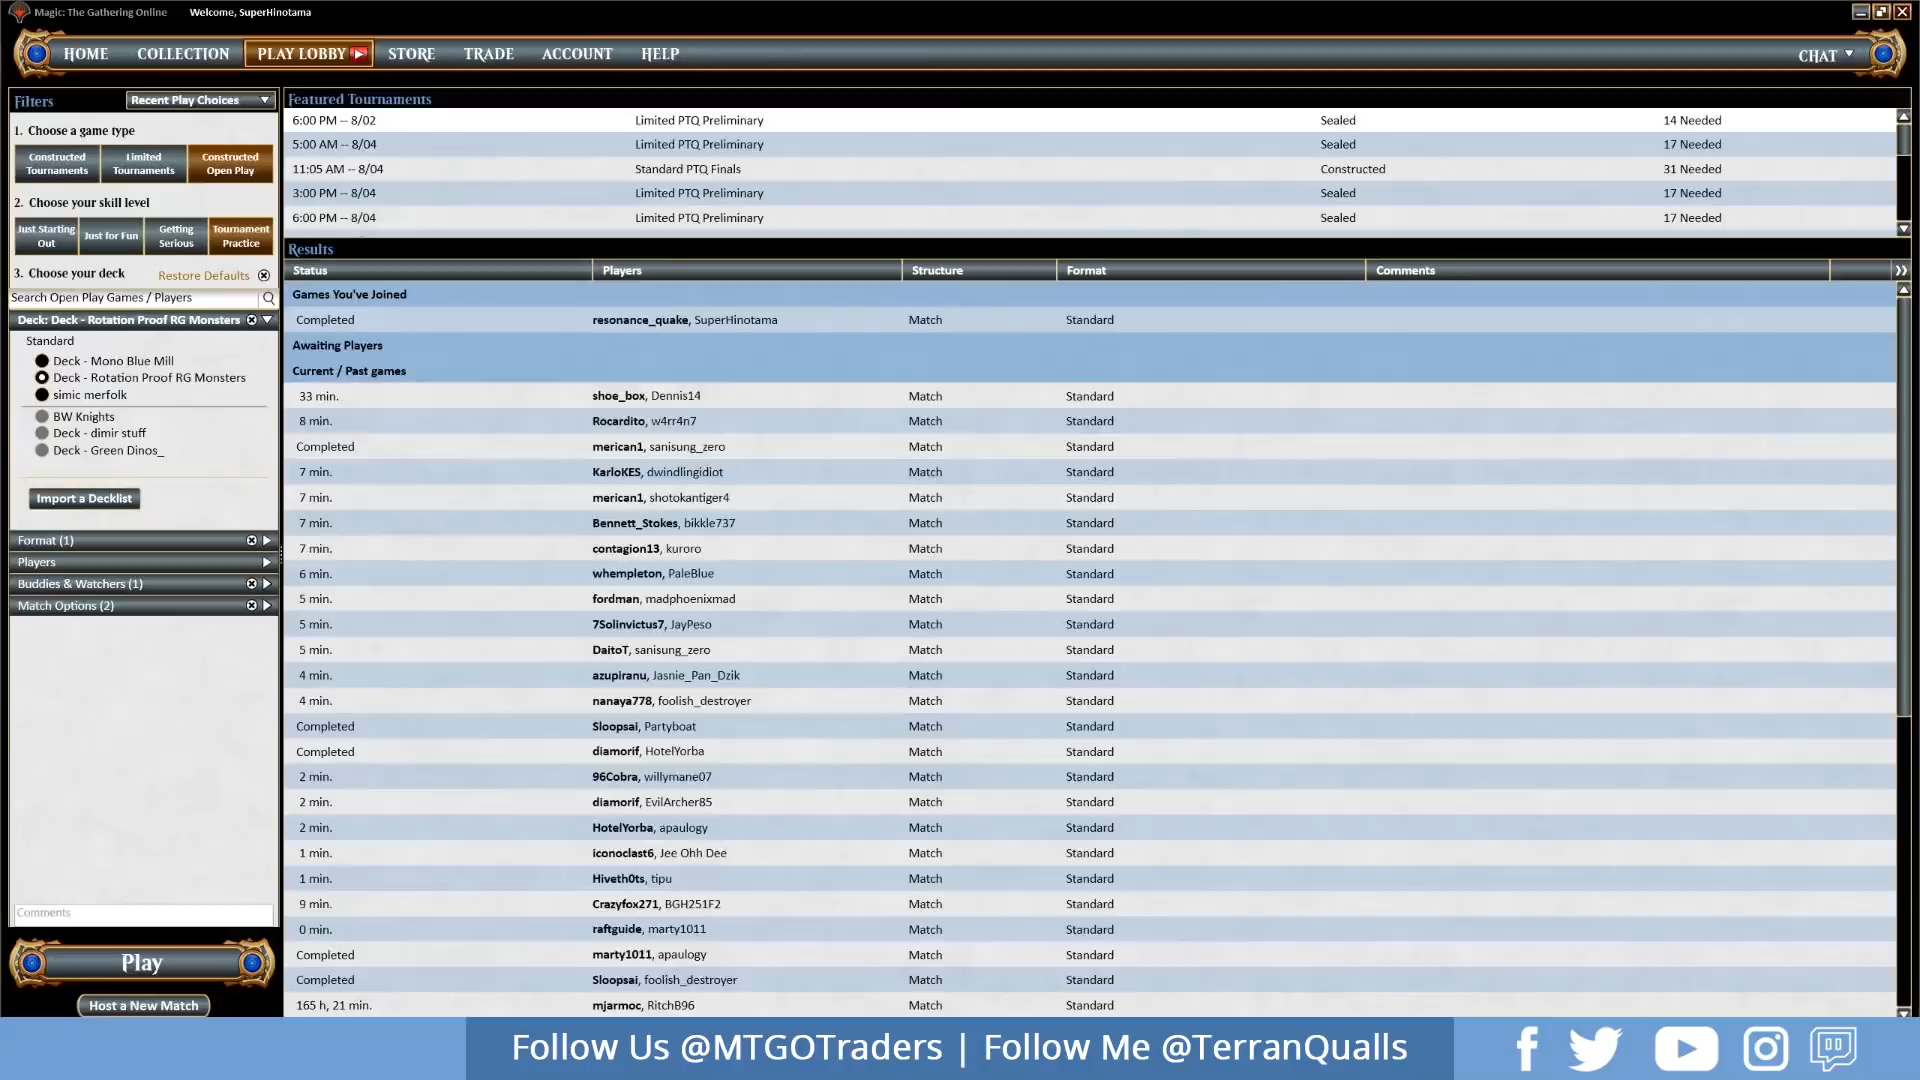 Magic: The Gathering Online Welcome, SuperHinotama
HOME COLLECTION PLAY LOBBY STORE TRADE ACCOUNT HELP CHAT
Filters Recent Play Choices
1. Choose a game type
Constructed Tournaments Limited Tournaments Constructed Open Play
2. Choose your skill level
Just Starting Out Just for Fun Getting Serious Tournament Practice
3. Choose your deck Restore Defaults
Search Open Play Games / Players
Deck: Deck - Rotation Proof RG Monsters
Standard
Deck - Mono Blue Mill
Deck - Rotation Proof RG Monsters
simic merfolk
BW Knights
Deck - dimir stuff
Deck - Green Dinos_
Import a Decklist
Format (1)
Players
Buddies & Watchers (1)
Match Options (2)
Comments
Play
Host a New Match
Featured Tournaments
6:00 PM -- 8/02 Limited PTQ Preliminary Sealed 14 Needed
5:00 AM -- 8/04 Limited PTQ Preliminary Sealed 17 Needed
11:05 AM -- 8/04 Standard PTQ Finals Constructed 31 Needed
3:00 PM -- 8/04 Limited PTQ Preliminary Sealed 17 Needed
6:00 PM -- 8/04 Limited PTQ Preliminary Sealed 17 Needed
Results
Status Players Structure Format Comments
Games You've Joined
Completed resonance_quake, SuperHinotama Match Standard
Awaiting Players
Current / Past games
33 min. shoe_box, Dennis14 Match Standard
8 min. Rocardito, w4rr4n7 Match Standard
Completed merican1, sanisung_zero Match Standard
7 min. KarloKES, dwindlingidiot Match Standard
7 min. merican1, shotokantiger4 Match Standard
7 min. Bennett_Stokes, bikkle737 Match Standard
7 min. contagion13, kuroro Match Standard
6 min. whempleton, PaleBlue Match Standard
5 min. fordman, madphoenixmad Match Standard
5 min. 7Solinvictus7, JayPeso Match Standard
5 min. DaitoT, sanisung_zero Match Standard
4 min. azupiranu, Jasnie_Pan_Dzik Match Standard
4 min. nanaya778, foolish_destroyer Match Standard
Completed Sloopsai, Partyboat Match Standard
Completed diamorif, HotelYorba Match Standard
2 min. 96Cobra, willymane07 Match Standard
2 min. diamorif, EvilArcher85 Match Standard
2 min. HotelYorba, apaulogy Match Standard
1 min. iconoclast6, Jee Ohh Dee Match Standard
1 min. Hiveth0ts, tipu Match Standard
9 min. Crazyfox271, BGH251F2 Match Standard
0 min. raftguide, marty1011 Match Standard
Completed marty1011, apaulogy Match Standard
Completed Sloopsai, foolish_destroyer Match Standard
165 h, 21 min. mjarmoc, RitchB96 Match Standard
Follow Us @MTGOTraders | Follow Me @TerranQualls